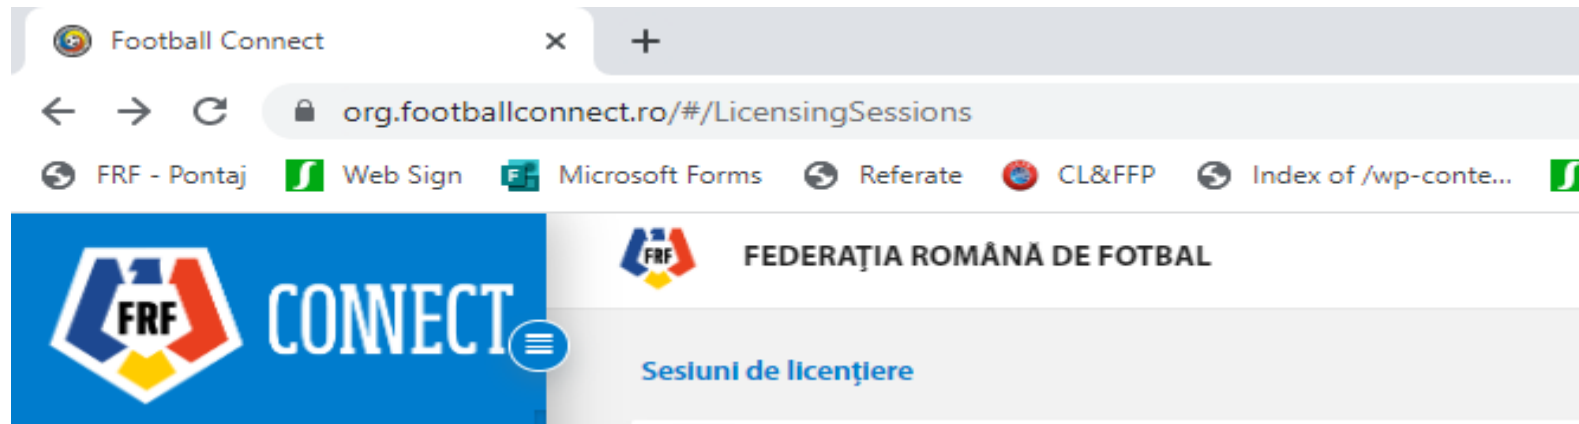 Football Connect
org.footballconnect.ro/#/LicensingSessions
FRF - Pontaj Web Sign Microsoft Forms Referate CL&FFP Index of /wp-conte...
FRF CONNECT
FRF FEDERAȚIA ROMÂNĂ DE FOTBAL
Sesiuni de licențiere